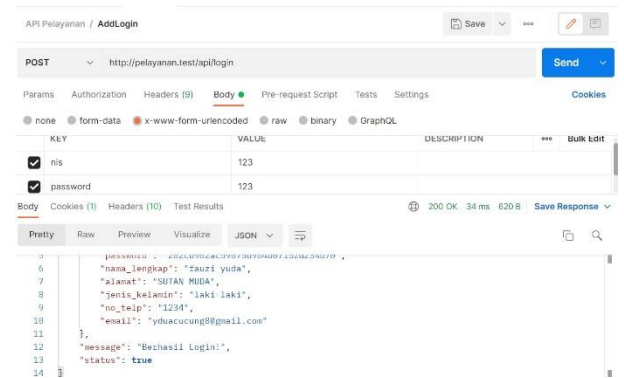 API Pelayanan / AddLogin
Save
POST http://pelayanan.test/api/login Send
Params Authorization Headers (9) Body Pre-request Script Tests Settings Cookies
none form-data x-www-form-urlencoded raw binary GraphQL
KEY VALUE DESCRIPTION Bulk Edit
nis 123
password 123
Body Cookies (1) Headers (10) Test Results 200 OK 34 ms 620 B Save Response
Pretty Raw Preview Visualize JSON
5 "password":
6 "nama_lengkap": "fauzi yuda",
7 "alamat": "SUTAN MUDA",
8 "jenis_kelamin": "laki-laki",
9 "no_telp": "1234",
10 "email": "yduacucung8@gmail.com"
11 },
12 "message": "Berhasil Login!",
13 "status": true
14 }